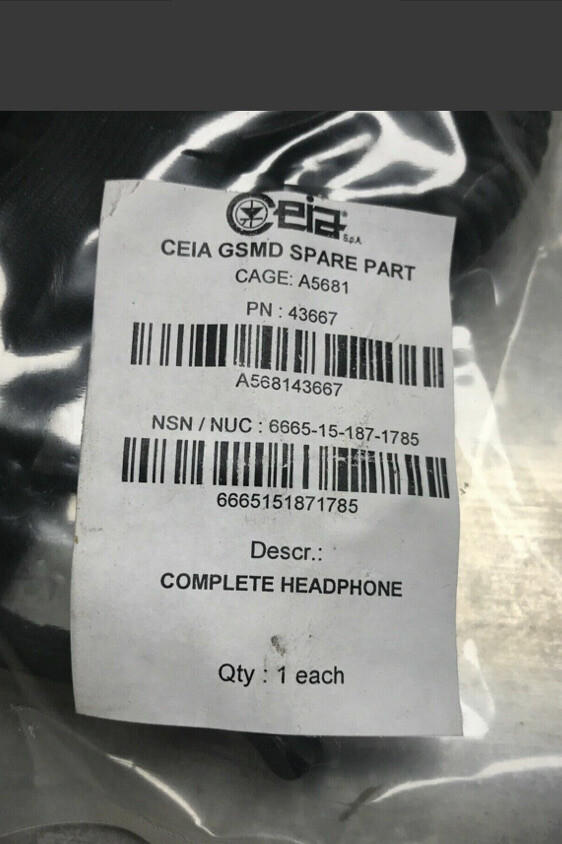 Ceia
S.p.A.
CEIA GSMD SPARE PART
CAGE: A5681
PN : 43667
A568143667
NSN / NUC : 6665-15-187-1785
6665151871785
Descr.:
COMPLETE HEADPHONE
Qty : 1 each